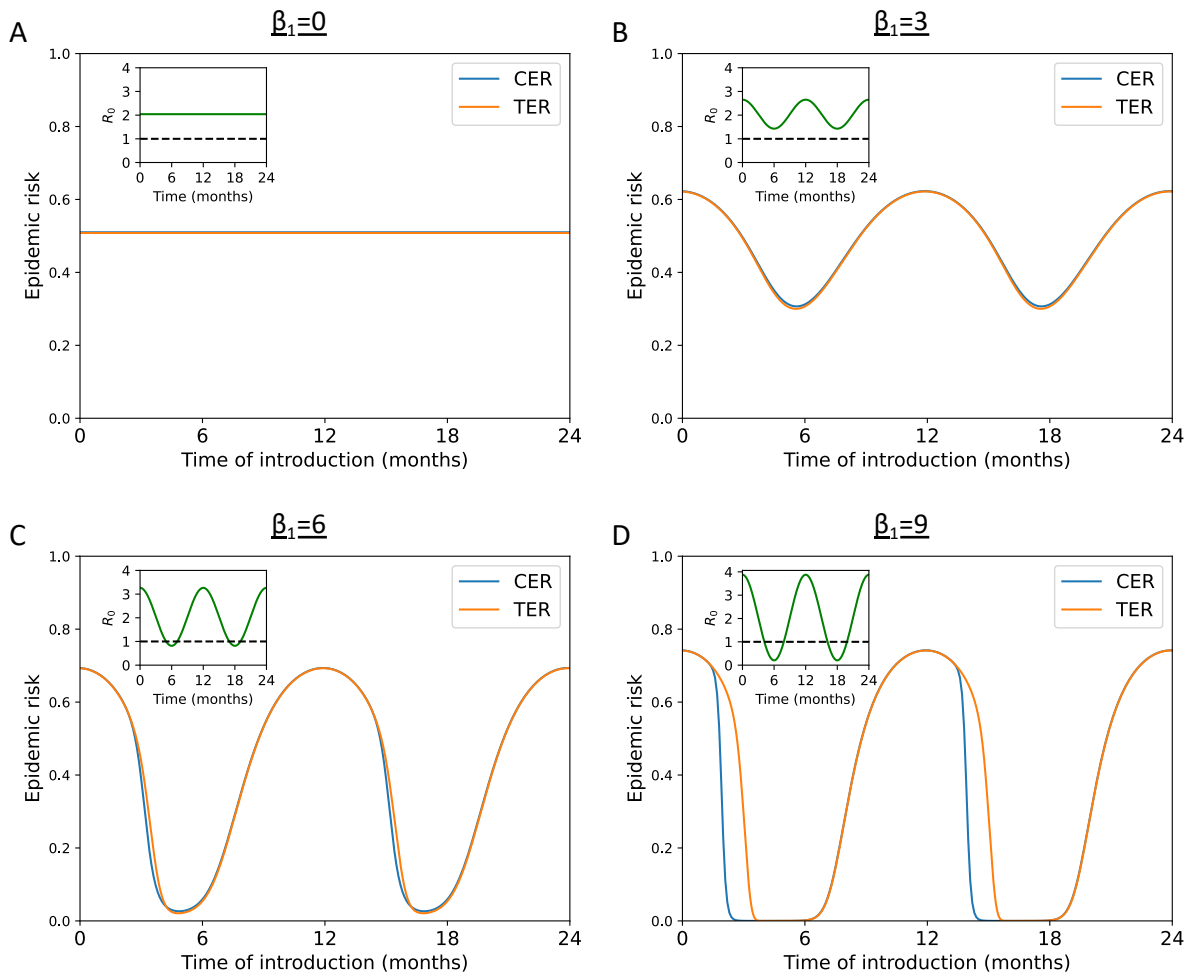 A
β1=0
1.0
0.8
0.6
0.4
0.2
0.0
Epidemic risk
4
3
2
1
0
R0
0 6 12 18 24
Time (months)
CER
TER
0 6 12 18 24
Time of introduction (months)
B
β1=3
1.0
0.8
0.6
0.4
0.2
0.0
Epidemic risk
4
3
2
1
0
R0
0 6 12 18 24
Time (months)
CER
TER
0 6 12 18 24
Time of introduction (months)
C
β1=6
1.0
0.8
0.6
0.4
0.2
0.0
Epidemic risk
4
3
2
1
0
R0
0 6 12 18 24
Time (months)
CER
TER
0 6 12 18 24
Time of introduction (months)
D
β1=9
1.0
0.8
0.6
0.4
0.2
0.0
Epidemic risk
4
3
2
1
0
R0
0 6 12 18 24
Time (months)
CER
TER
0 6 12 18 24
Time of introduction (months)